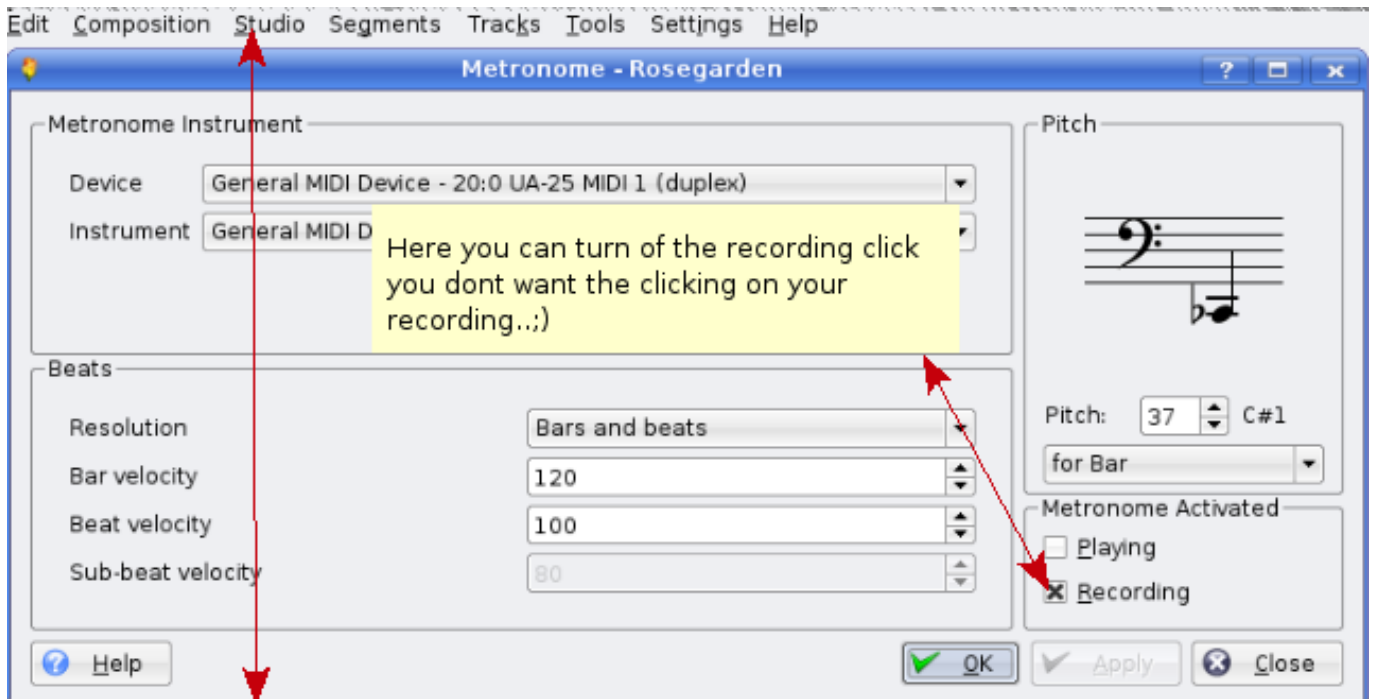 Edit Composition Studio Segments Tracks Tools Settings Help
Metronome - Rosegarden
Metronome Instrument
Device General MIDI Device - 20:0 UA-25 MIDI 1 (duplex)
Instrument General MIDI D
Here you can turn of the recording click
you dont want the clicking on your
recording..;)
Pitch
Pitch: 37 C#1
for Bar
Beats
Resolution Bars and beats
Bar velocity 120
Beat velocity 100
Sub-beat velocity 80
Metronome Activated
Playing
Recording
Help OK Apply Close